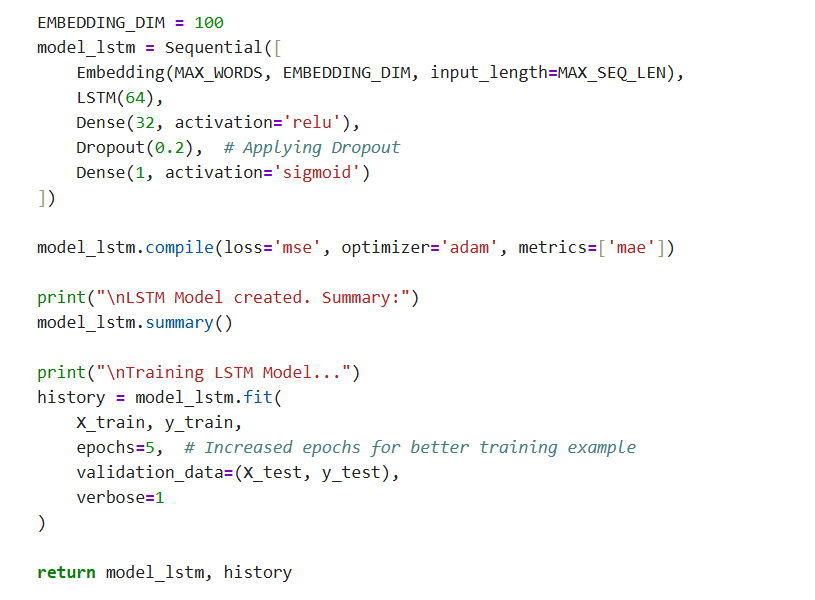 EMBEDDING_DIM = 100
model_lstm = Sequential([
    Embedding(MAX_WORDS, EMBEDDING_DIM, input_length=MAX_SEQ_LEN),
    LSTM(64),
    Dense(32, activation='relu'),
    Dropout(0.2),  # Applying Dropout
    Dense(1, activation='sigmoid')
])

model_lstm.compile(loss='mse', optimizer='adam', metrics=['mae'])

print("\nLSTM Model created. Summary:")
model_lstm.summary()

print("\nTraining LSTM Model...")
history = model_lstm.fit(
    X_train, y_train,
    epochs=5,  # Increased epochs for better training example
    validation_data=(X_test, y_test),
    verbose=1
)

return model_lstm, history